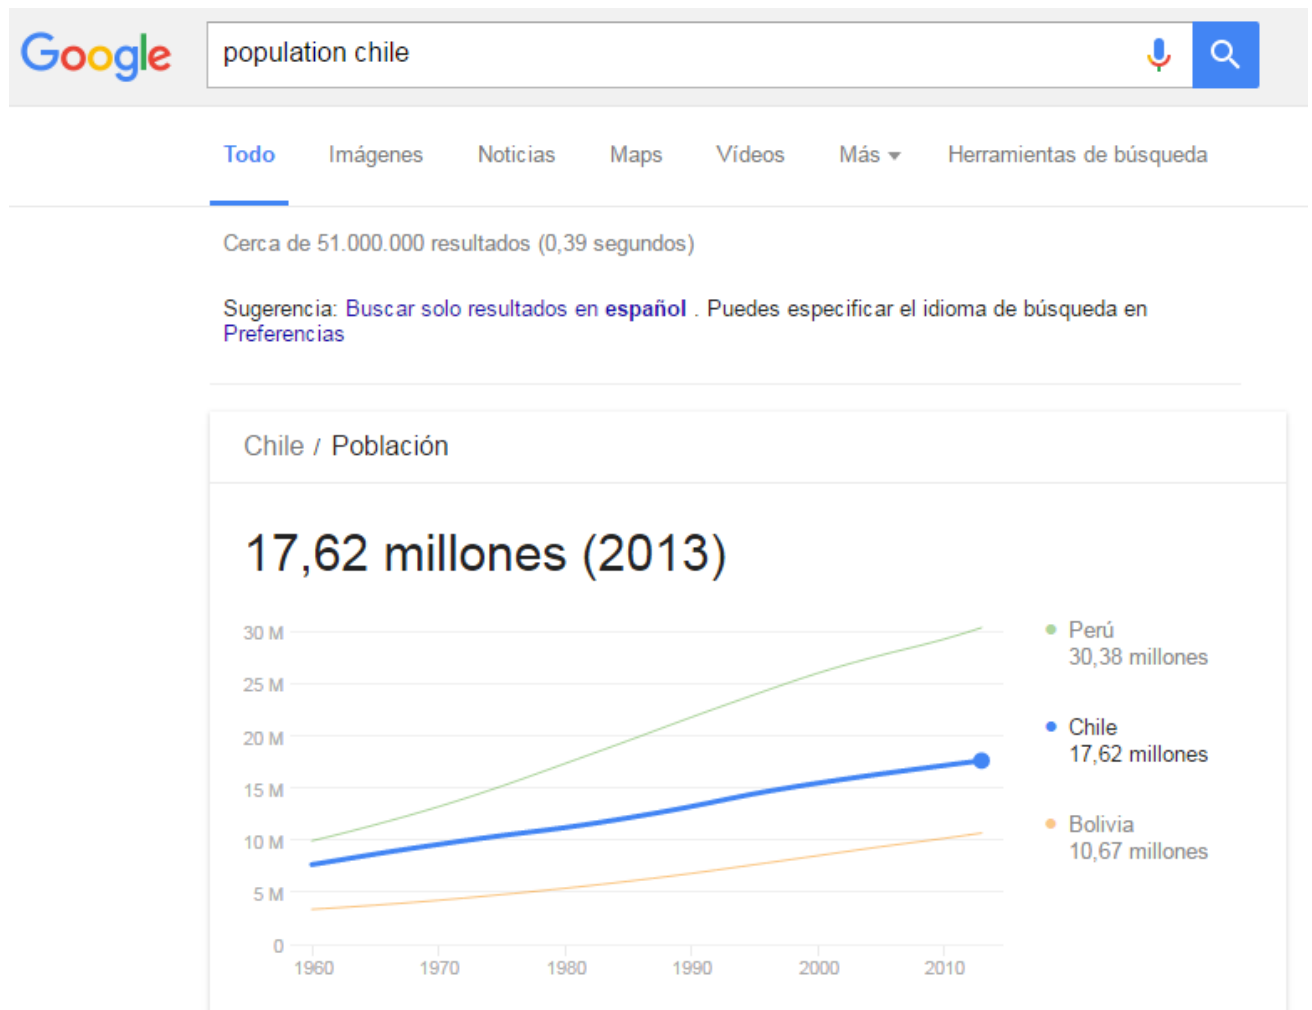 Google
population chile
Todo Imágenes Noticias Maps Vídeos Más Herramientas de búsqueda
Cerca de 51.000.000 resultados (0,39 segundos)
Sugerencia: Buscar solo resultados en español . Puedes especificar el idioma de búsqueda en
Preferencias
Chile / Población
17,62 millones (2013)
30 M
25 M
20 M
15 M
10 M
5 M
0
1960 1970 1980 1990 2000 2010
Perú
30,38 millones
Chile
17,62 millones
Bolivia
10,67 millones